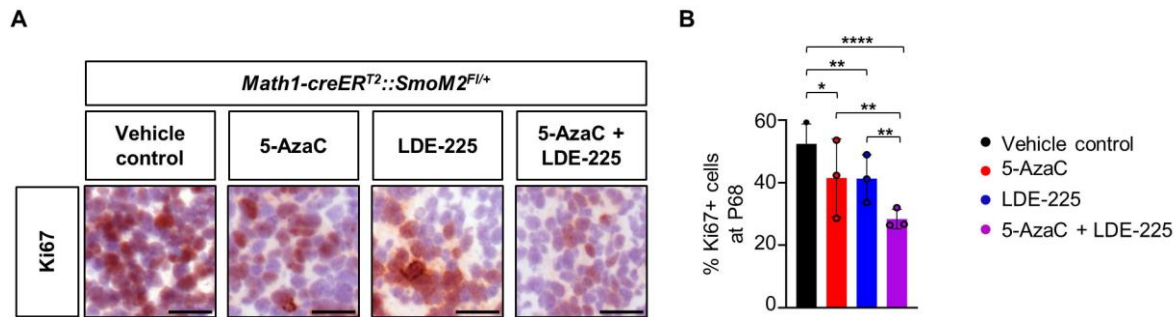 A
Math1-creERT2::SmoM2Fl/+
Vehicle control
5-AzaC
LDE-225
5-AzaC + LDE-225
Ki67
B
****
**
*
**
**
% Ki67+ cells at P68
60
40
20
0
Vehicle control
5-AzaC
LDE-225
5-AzaC + LDE-225